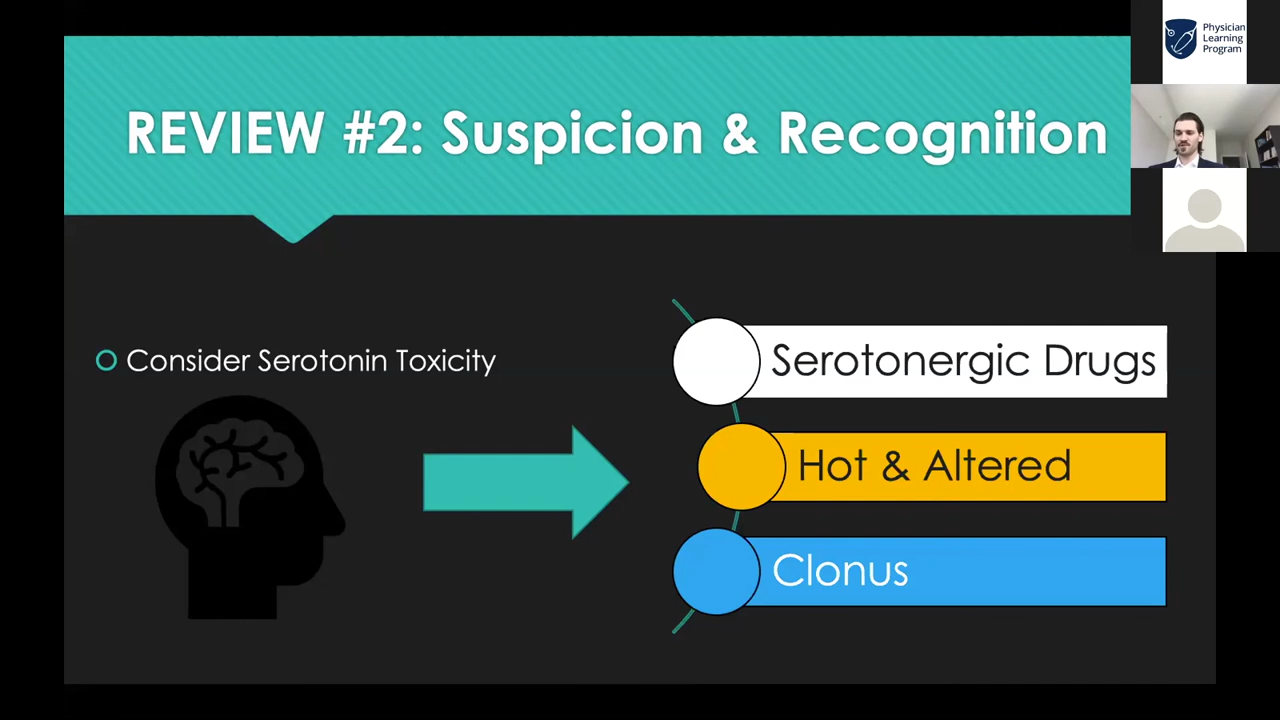 Physician
Learning
Program
REVIEW #2: Suspicion & Recognition
Consider Serotonin Toxicity
Serotonergic Drugs
Hot & Altered
Clonus